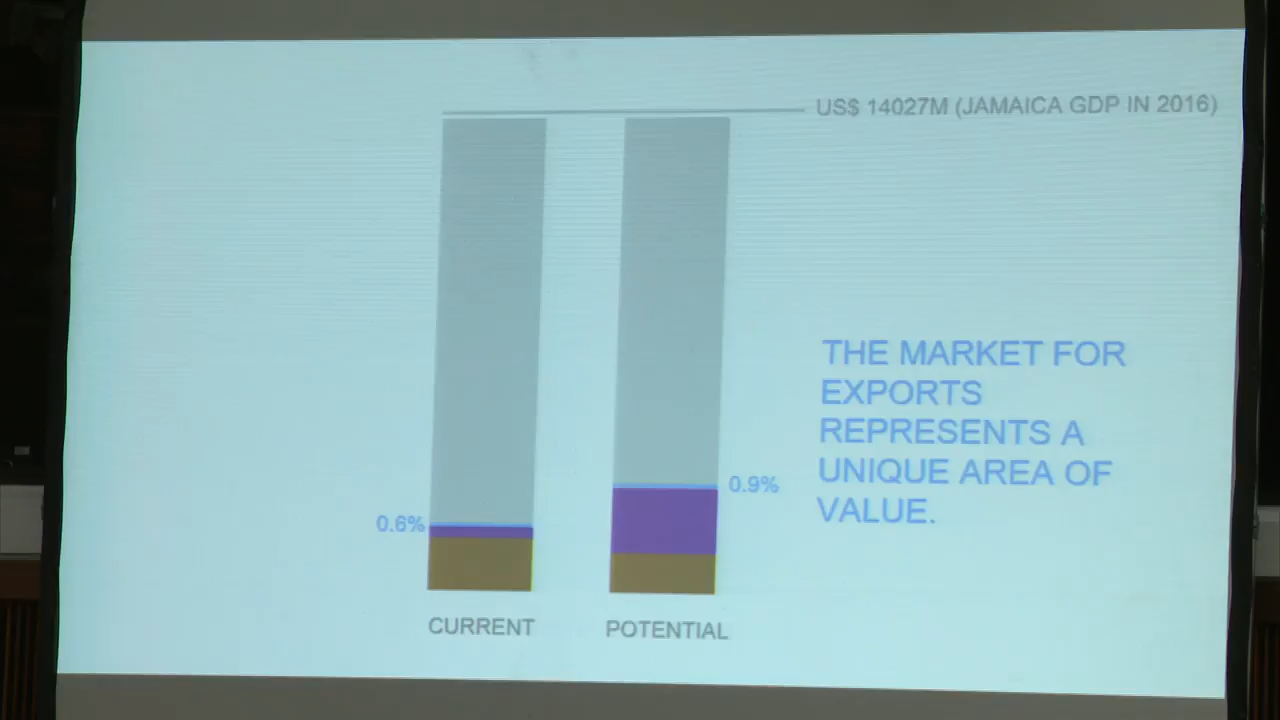 US$ 14027M (JAMAICA GDP IN 2016)
THE MARKET FOR
EXPORTS
REPRESENTS A
UNIQUE AREA OF
VALUE.
0.9%
0.6%
CURRENT
POTENTIAL